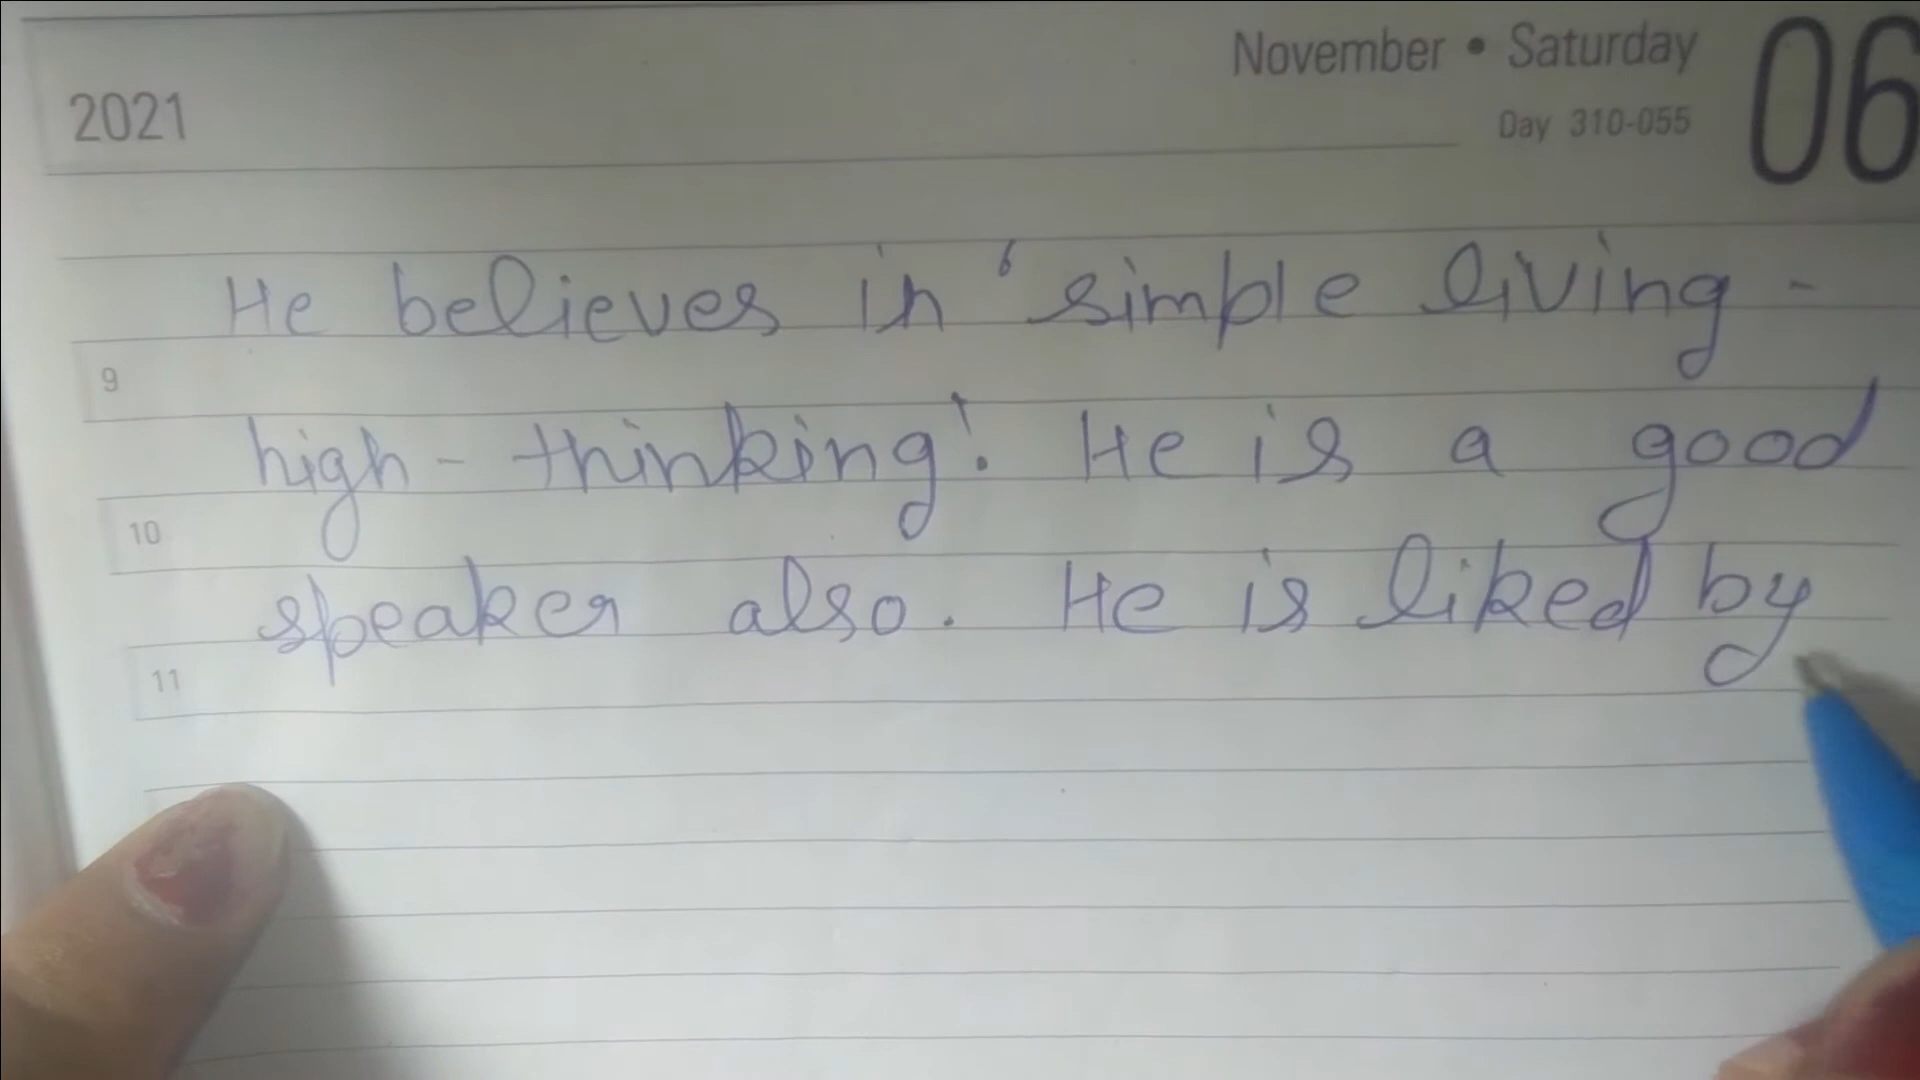 November • Saturday 06
2021
Day 310-055
He believes in 'simple living -
9
high - thinking'. He is a good
10
speaker also. He is liked by
11